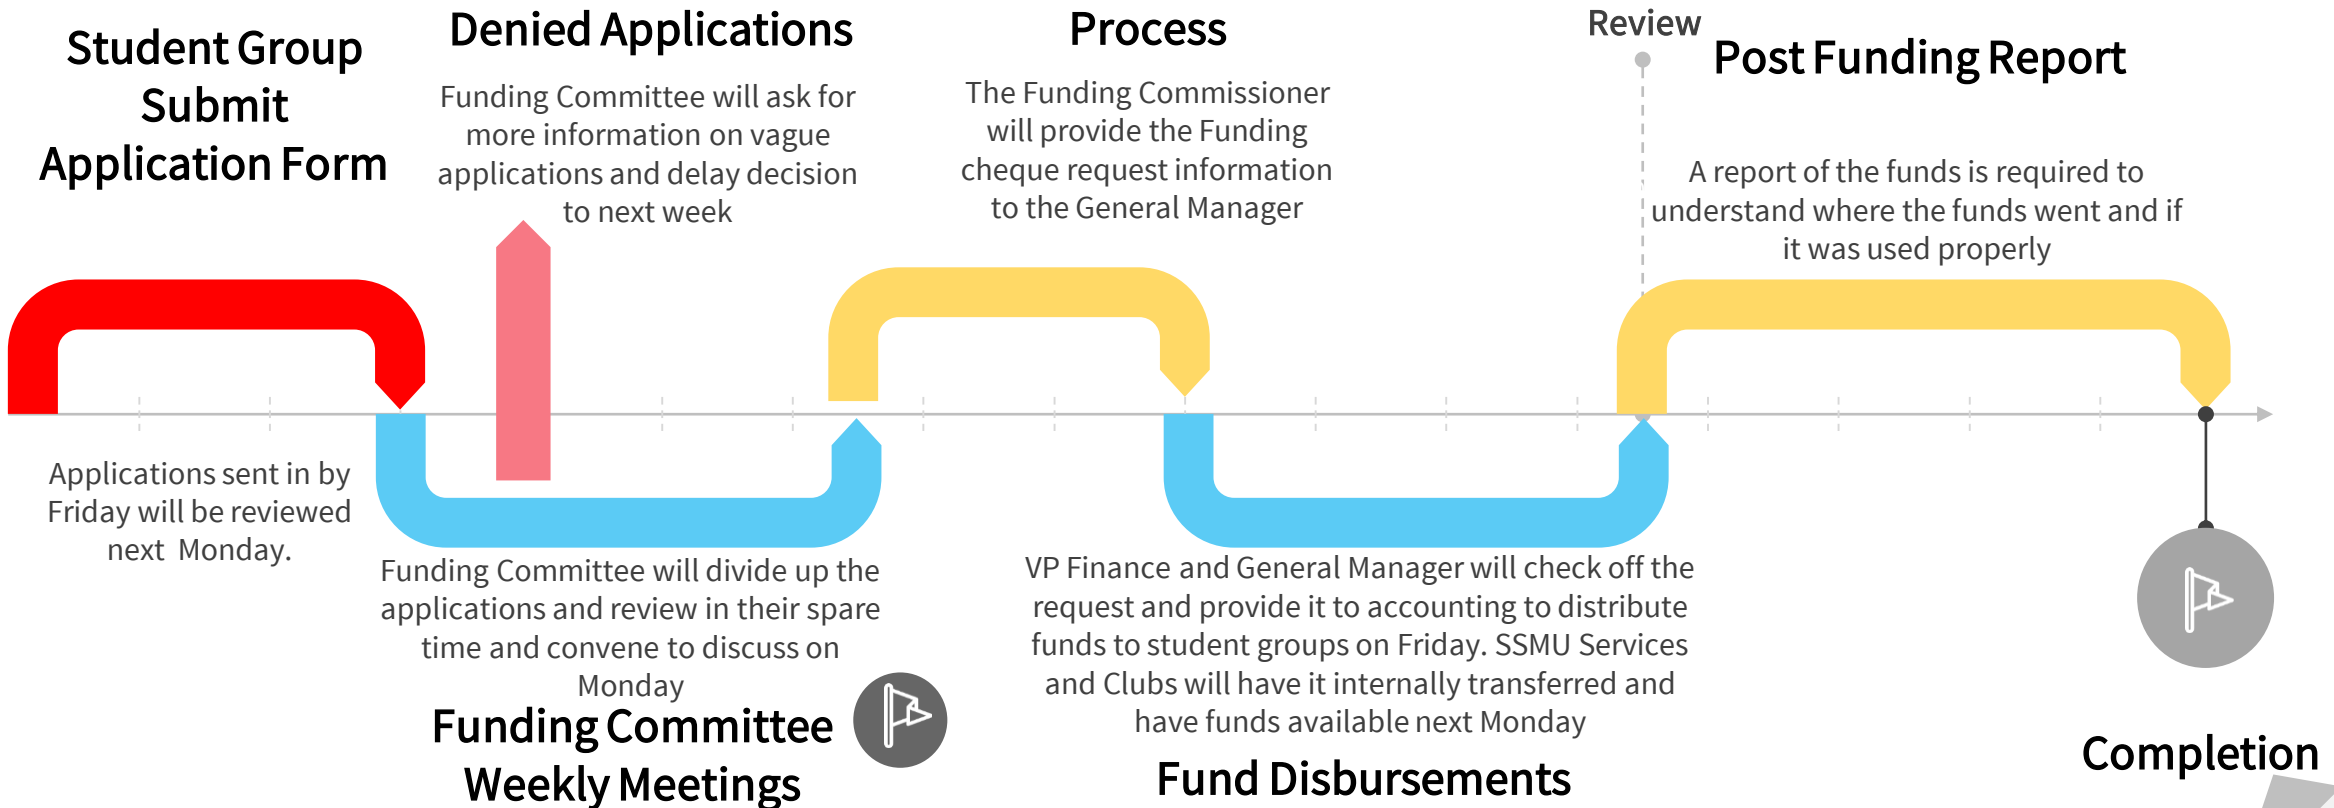 Student Group
Submit
Application Form
Applications sent in by
Friday will be reviewed
next  Monday.
Denied Applications
Funding Committee will ask for
more information on vague
applications and delay decision
to next week
Funding Committee will divide up the
applications and review in their spare
time and convene to discuss on
Monday
Funding Committee
Weekly Meetings
Process
The Funding Commissioner
will provide the Funding
cheque request information
to the General Manager
VP Finance and General Manager will check off the
request and provide it to accounting to distribute
funds to student groups on Friday. SSMU Services
and Clubs will have it internally transferred and
have funds available next Monday
Fund Disbursements
Review
Post Funding Report
A report of the funds is required to
understand where the funds went and if
it was used properly
Completion